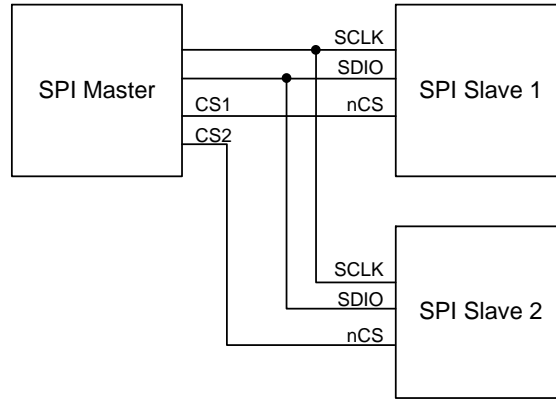 SPI Master
CS1
CS2
SCLK
SDIO
nCS
SPI Slave 1
SCLK
SDIO
nCS
SPI Slave 2